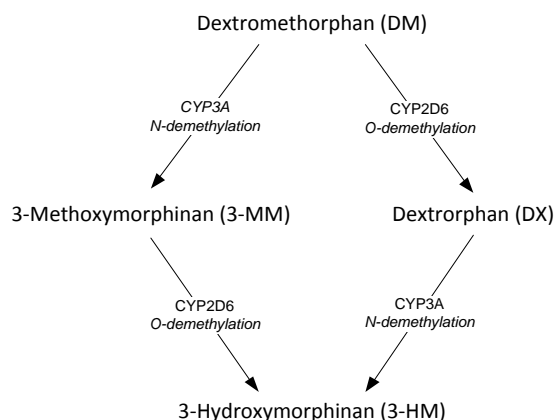 Dextromethorphan (DM)
CYP3A
N-demethylation
CYP2D6
O-demethylation
3-Methoxymorphinan (3-MM)
Dextrorphan (DX)
CYP2D6
O-demethylation
CYP3A
N-demethylation
3-Hydroxymorphinan (3-HM)